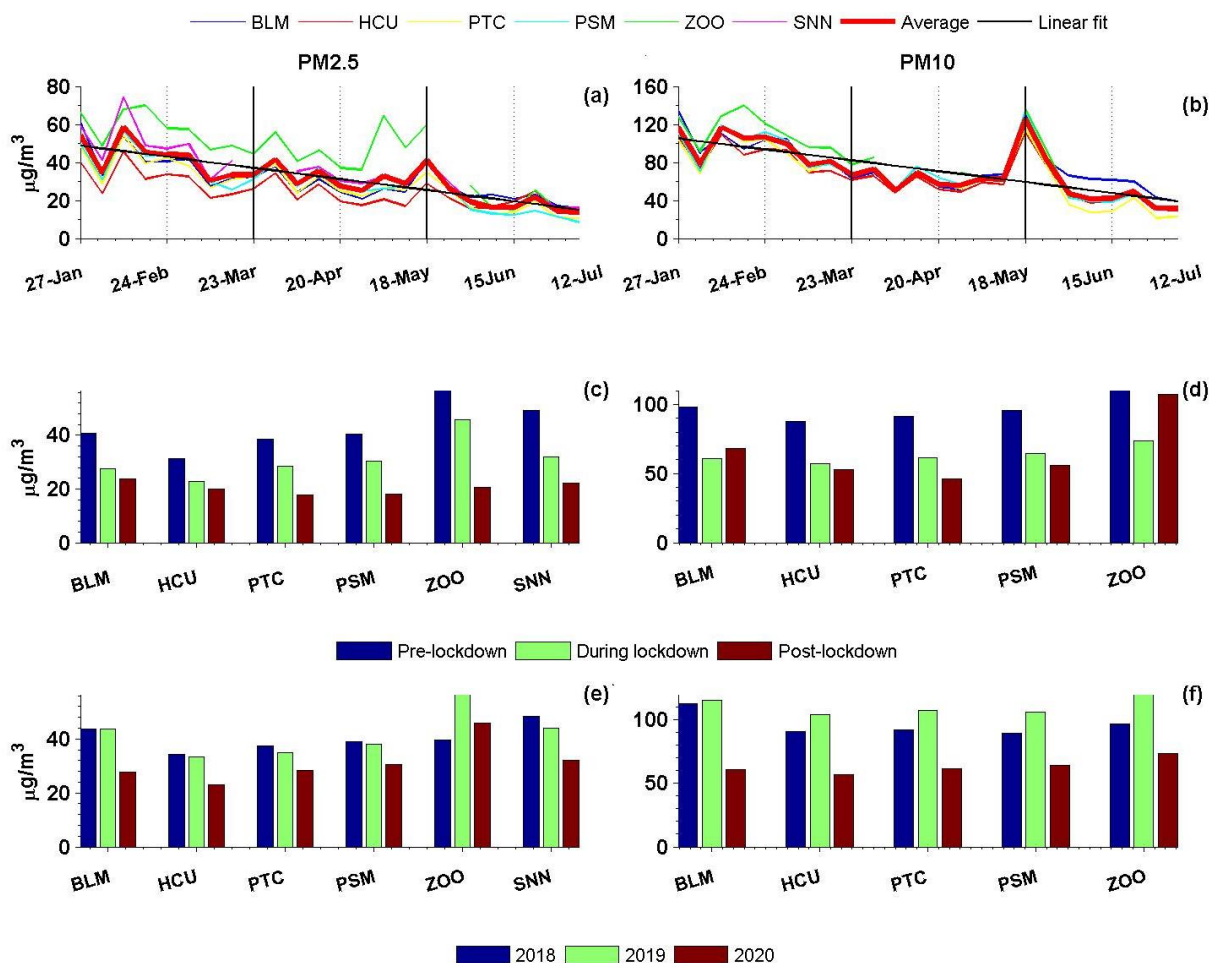 BLM HCU PTC PSM ZOO SNN Average Linear fit
PM2.5 PM10
(a)
80
60
40
20
0
μg/m3
27-Jan 24-Feb 23-Mar 20-Apr 18-May 15Jun 12-Jul
(b)
160
120
80
40
0
μg/m3
27-Jan 24-Feb 23-Mar 20-Apr 18-May 15Jun 12-Jul
(c)
40
20
0
μg/m3
BLM HCU PTC PSM ZOO SNN
(d)
100
50
0
BLM HCU PTC PSM ZOO
Pre-lockdown During lockdown Post-lockdown
(e)
40
20
0
μg/m3
BLM HCU PTC PSM ZOO SNN
(f)
100
50
0
BLM HCU PTC PSM ZOO
2018 2019 2020